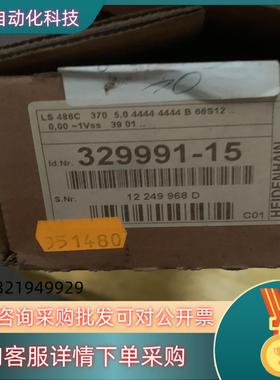 自动化科技
LS 486C 370 5,0 4444 4444 B 66S12 ..
0,00 ~1Vss 39 01 ..
Id.Nr.
329991-15
S.Nr.
12 249 968 D
HEIDENHAIN
C01
051480
821949929
咨询采购批发可对公开票
客服详情下单采购